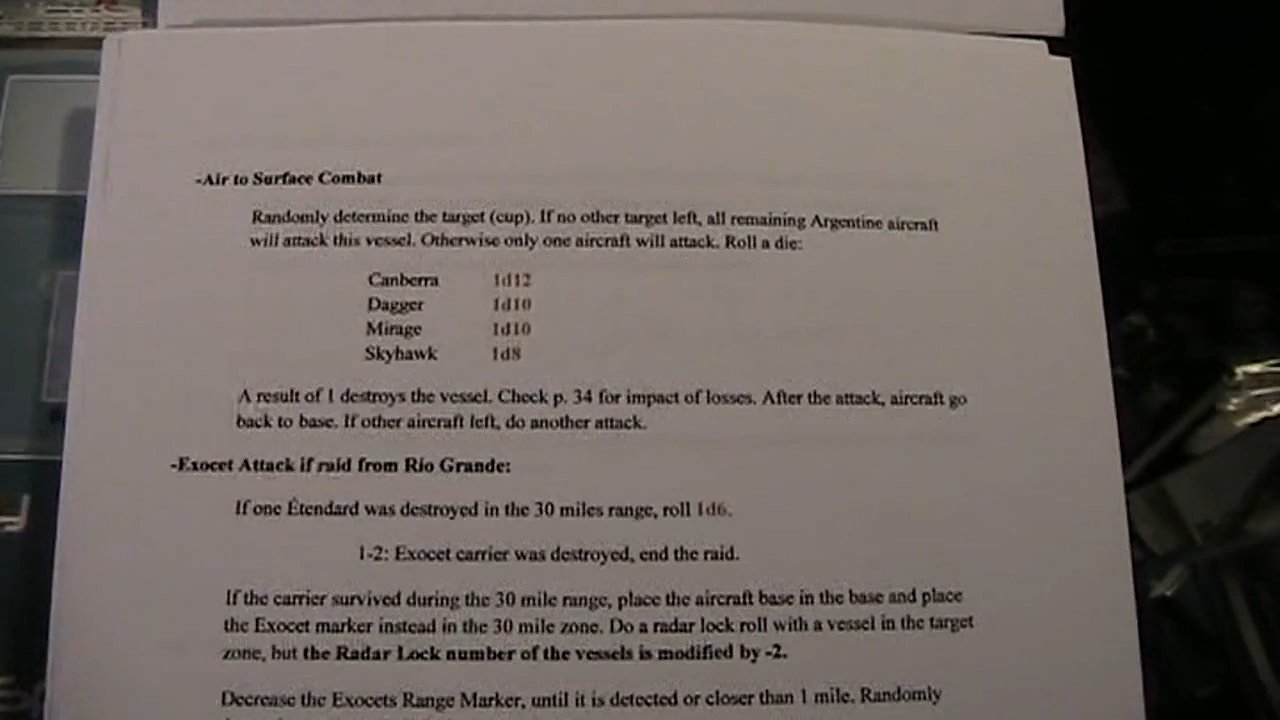 -Air to Surface Combat
Randomly determine the target (cup). If no other target left, all remaining Argentine aircraft
will attack this vessel. Otherwise only one aircraft will attack. Roll a die:
Canberra 1d12
Dagger 1d10
Mirage 1d10
Skyhawk 1d8
A result of 1 destroys the vessel. Check p. 34 for impact of losses. After the attack, aircraft go
back to base. If other aircraft left, do another attack.
-Exocet Attack if raid from Río Grande:
If one Étendard was destroyed in the 30 miles range, roll 1d6.
1-2: Exocet carrier was destroyed, end the raid.
If the carrier survived during the 30 mile range, place the aircraft base in the base and place
the Exocet marker instead in the 30 mile zone. Do a radar lock roll with a vessel in the target
zone, but the Radar Lock number of the vessels is modified by -2.
Decrease the Exocets Range Marker, until it is detected or closer than 1 mile. Randomly